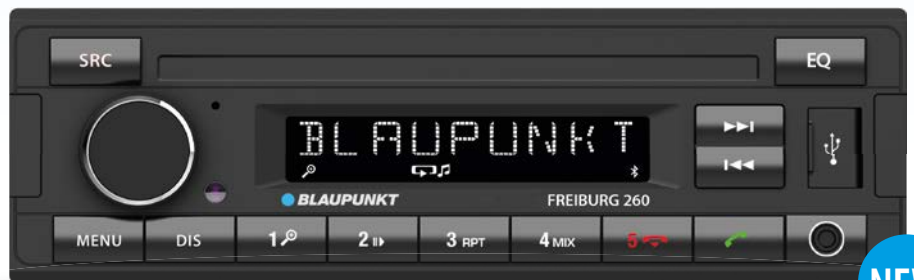 SRC
EQ
BLAUPUNKT
BLAUPUNKT
FREIBURG 260
MENU
DIS
1
2
3 RPT
4 MIX
5